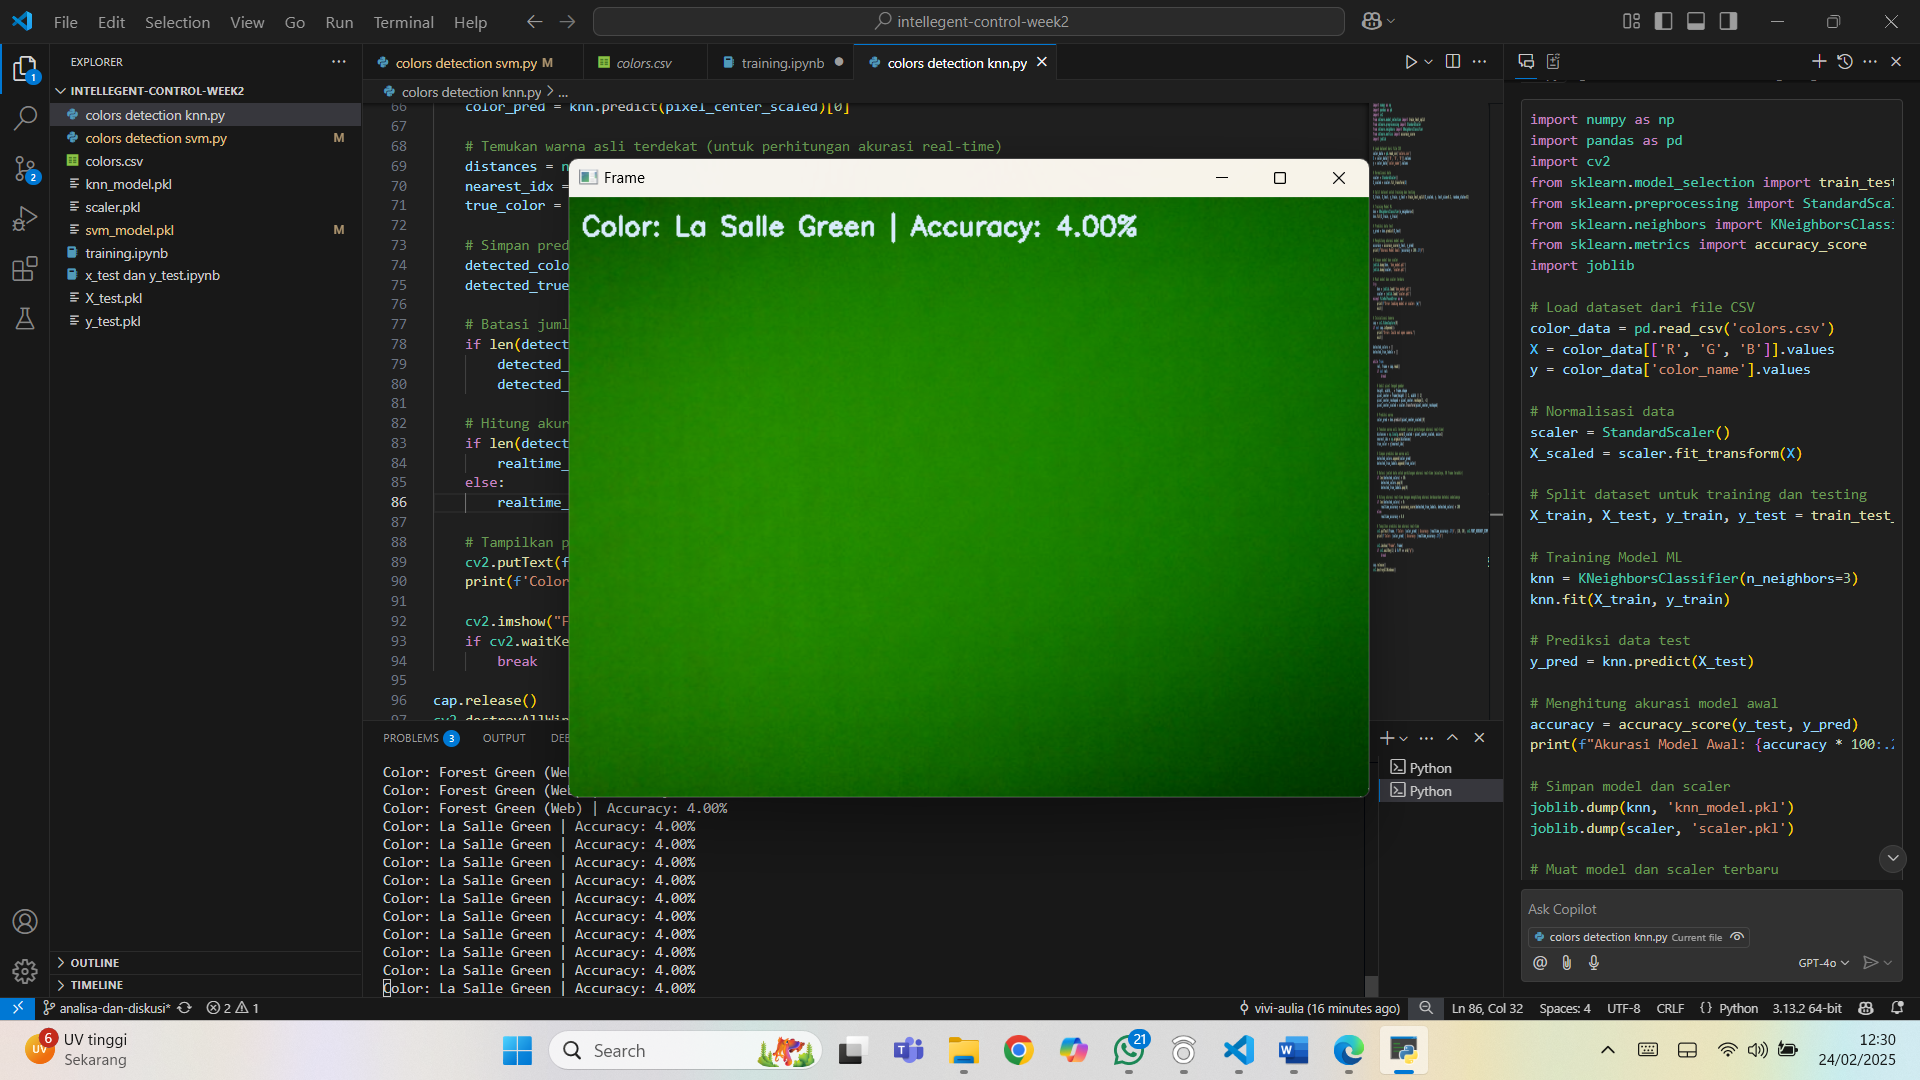 File Edit Selection View Go Run Terminal Help
intellegent-control-week2
EXPLORER
INTELLEGENT-CONTROL-WEEK2
colors detection knn.py
colors detection svm.py M
colors.csv
knn_model.pkl
scaler.pkl
svm_model.pkl M
training.ipynb
x_test dan y_test.ipynb
X_test.pkl
y_test.pkl
OUTLINE
TIMELINE
colors detection svm.py M
colors.csv
training.ipynb
colors detection knn.py
colors detection knn.py > ...
66 color_pred = knn.predict(pixel_center_scaled)[0]
67
68 # Temukan warna asli terdekat (untuk perhitungan akurasi real-time)
69 distances = n
70 nearest_idx =
71 true_color =
72
73 # Simpan pred
74 detected_colo
75 detected_true
76
77 # Batasi juml
78 if len(detect
79 detected_
80 detected_
81
82 # Hitung akur
83 if len(detect
84 realtime_
85 else:
86 realtime_
87
88 # Tampilkan p
89 cv2.putText(f
90 print(f'Color
91
92 cv2.imshow("F
93 if cv2.waitKe
94 break
95
96 cap.release()
97 cv2.destroyAllWin
Frame
Color: La Salle Green | Accuracy: 4.00%
PROBLEMS 3 OUTPUT DEB
Color: Forest Green (Web
Color: Forest Green (Web
Color: Forest Green (Web) | Accuracy: 4.00%
Color: La Salle Green | Accuracy: 4.00%
Color: La Salle Green | Accuracy: 4.00%
Color: La Salle Green | Accuracy: 4.00%
Color: La Salle Green | Accuracy: 4.00%
Color: La Salle Green | Accuracy: 4.00%
Color: La Salle Green | Accuracy: 4.00%
Color: La Salle Green | Accuracy: 4.00%
Color: La Salle Green | Accuracy: 4.00%
Color: La Salle Green | Accuracy: 4.00%
Color: La Salle Green | Accuracy: 4.00%
Python
Python
import numpy as np
import pandas as pd
import cv2
from sklearn.model_selection import train_test
from sklearn.preprocessing import StandardScal
from sklearn.neighbors import KNeighborsClassi
from sklearn.metrics import accuracy_score
import joblib
# Load dataset dari file CSV
color_data = pd.read_csv('colors.csv')
X = color_data[['R', 'G', 'B']].values
y = color_data['color_name'].values
# Normalisasi data
scaler = StandardScaler()
X_scaled = scaler.fit_transform(X)
# Split dataset untuk training dan testing
X_train, X_test, y_train, y_test = train_test_
# Training Model ML
knn = KNeighborsClassifier(n_neighbors=3)
knn.fit(X_train, y_train)
# Prediksi data test
y_pred = knn.predict(X_test)
# Menghitung akurasi model awal
accuracy = accuracy_score(y_test, y_pred)
print(f"Akurasi Model Awal: {accuracy * 100:.2
# Simpan model dan scaler
joblib.dump(knn, 'knn_model.pkl')
joblib.dump(scaler, 'scaler.pkl')
# Muat model dan scaler terbaru
Ask Copilot
colors detection knn.py Current file
GPT-4o
analisa-dan-diskusi* 2 1
vivi-aulia (16 minutes ago) Ln 86, Col 32 Spaces: 4 UTF-8 CRLF Python 3.13.2 64-bit
UV tinggi
Sekarang
Search
21
12:30
24/02/2025